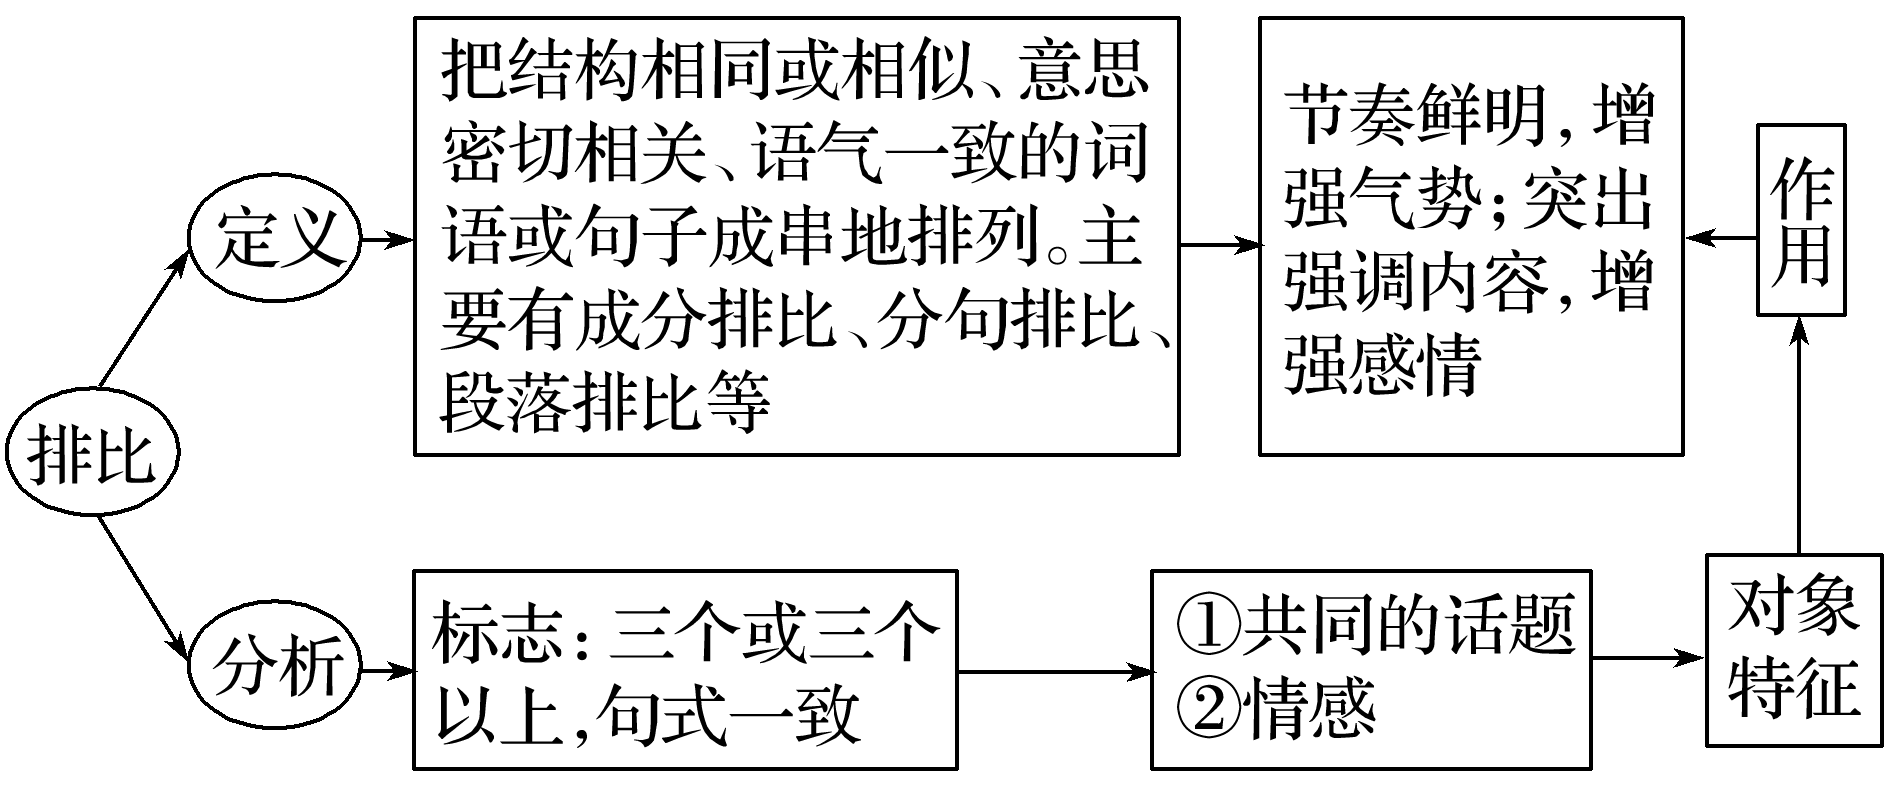 排比
定义
把结构相同或相似、意思
密切相关、语气一致的词
语或句子成串地排列。主
要有成分排比、分句排比、
段落排比等
节奏鲜明,增
强气势;突出
强调内容,增
强感情
作
用
分析
标志:三个或三个
以上,句式一致
①共同的话题
②情感
对象
特征